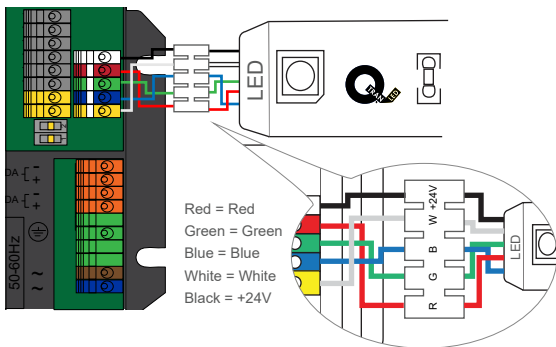 LED
DA
-
+
DA
-
+
50-60Hz
~
~
Red = Red
Green = Green
Blue = Blue
White = White
Black = +24V
+24V
W
B
G
R
LED